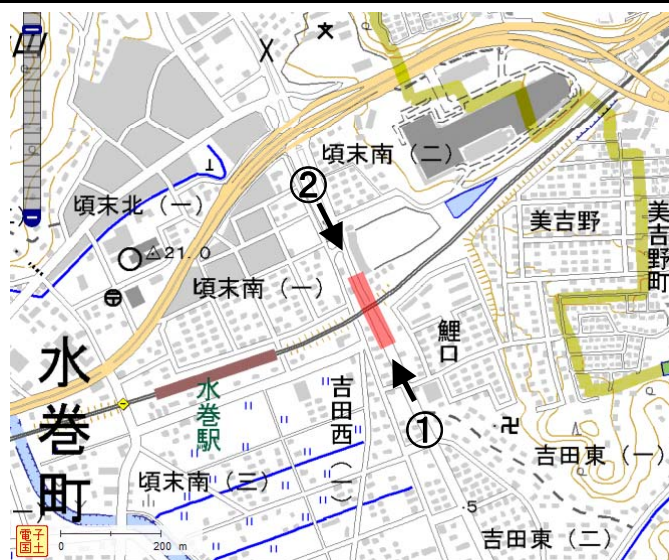 頃末南（二）
②
頃末北（一）
美吉野
美吉野町
△21.0
頃末南（一）
鯉口
水巻町
水巻駅
吉田西（一）
①
吉田東（一）
頃末南（三）
5
吉田東（二）
電子国土
0
200 m